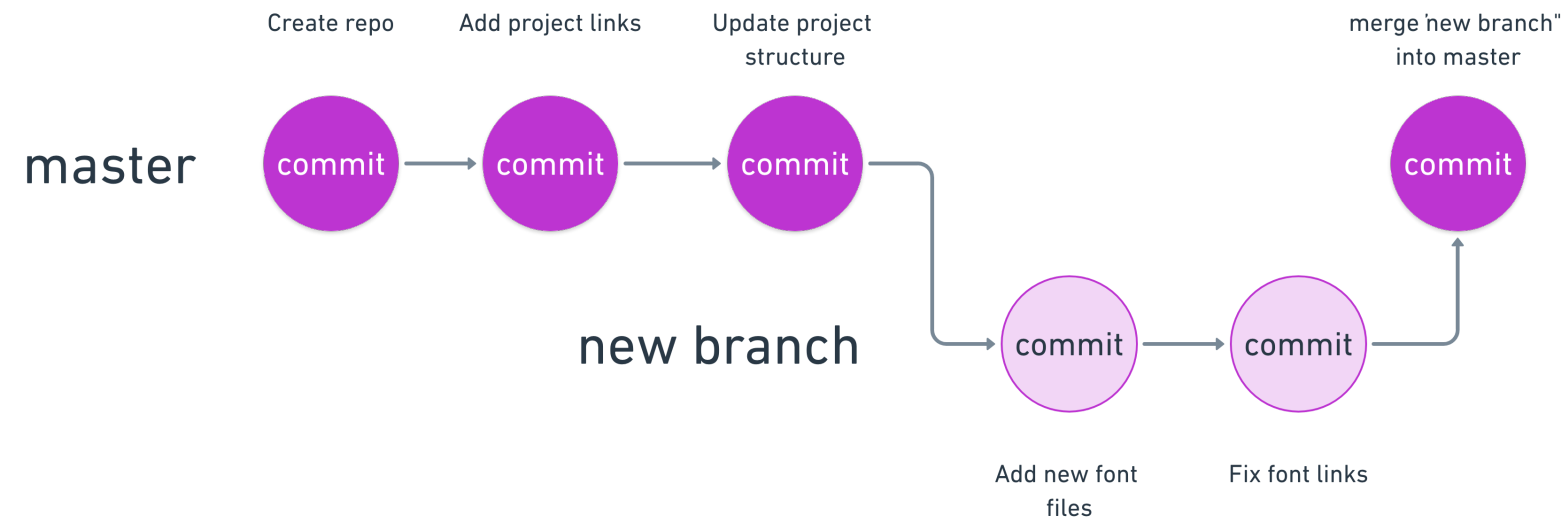 Create repo
Add project links
Update project
structure
merge 'new branch"
into master
master
commit
commit
commit
commit
new branch
commit
commit
Add new font
files
Fix font links